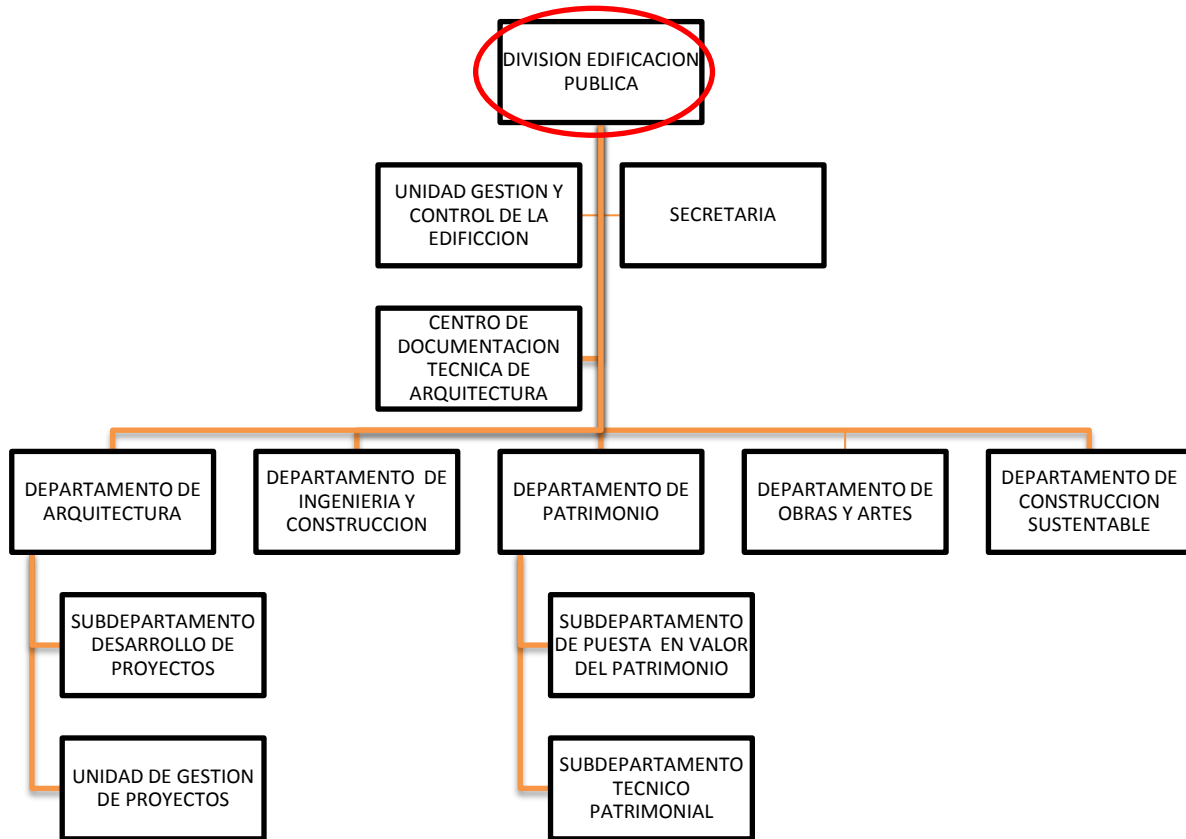 DIVISION EDIFICACION
PUBLICA
UNIDAD GESTION Y
CONTROL DE LA
EDIFICCION
SECRETARIA
CENTRO DE
DOCUMENTACION
TECNICA DE
ARQUITECTURA
DEPARTAMENTO DE
ARQUITECTURA
DEPARTAMENTO DE
INGENIERIA Y
CONSTRUCCION
DEPARTAMENTO DE
PATRIMONIO
DEPARTAMENTO DE
OBRAS Y ARTES
DEPARTAMENTO DE
CONSTRUCCION
SUSTENTABLE
SUBDEPARTAMENTO
DESARROLLO DE
PROYECTOS
SUBDEPARTAMENTO
DE PUESTA EN VALOR
DEL PATRIMONIO
UNIDAD DE GESTION
DE PROYECTOS
SUBDEPARTAMENTO
TECNICO
PATRIMONIAL